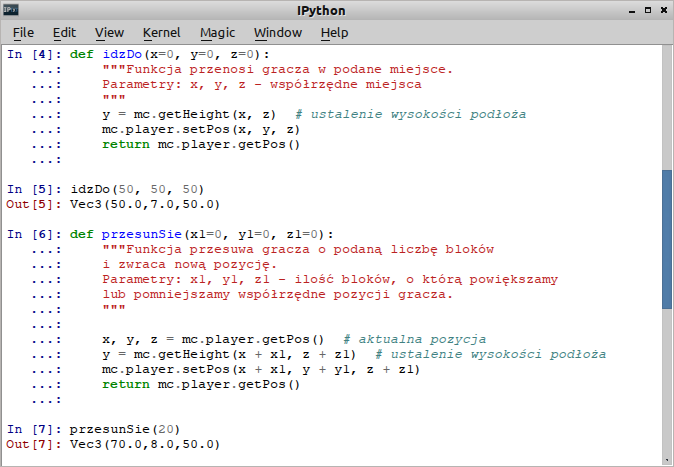 IPython
File Edit View Kernel Magic Window Help
In [4]: def idzDo(x=0, y=0, z=0):
   ...:     """Funkcja przenosi gracza w podane miejsce.
   ...:     Parametry: x, y, z - współrzędne miejsca
   ...:     """
   ...:     y = mc.getHeight(x, z)  # ustalenie wysokości podłoża
   ...:     mc.player.setPos(x, y, z)
   ...:     return mc.player.getPos()
   ...:
In [5]: idzDo(50, 50, 50)
Out[5]: Vec3(50.0,7.0,50.0)
In [6]: def przesunSie(x1=0, y1=0, z1=0):
   ...:     """Funkcja przesuwa gracza o podaną liczbę bloków
   ...:     i zwraca nową pozycję.
   ...:     Parametry: x1, y1, z1 - ilość bloków, o którą powiększamy
   ...:     lub pomniejszamy współrzędne pozycji gracza.
   ...:     """
   ...:
   ...:     x, y, z = mc.player.getPos()  # aktualna pozycja
   ...:     y = mc.getHeight(x + x1, z + z1)  # ustalenie wysokości podłoża
   ...:     mc.player.setPos(x + x1, y + y1, z + z1)
   ...:     return mc.player.getPos()
   ...:
In [7]: przesunSie(20)
Out[7]: Vec3(70.0,8.0,50.0)